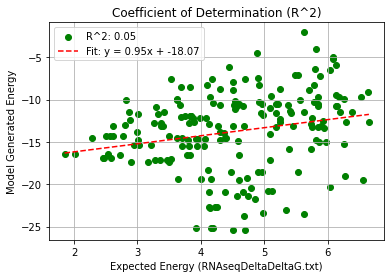 Coefficient of Determination (R^2)
R^2: 0.05
Fit: y = 0.95x + -18.07
Model Generated Energy
−5
−10
−15
−20
−25
2 3 4 5 6
Expected Energy (RNAseqDeltaDeltaG.txt)